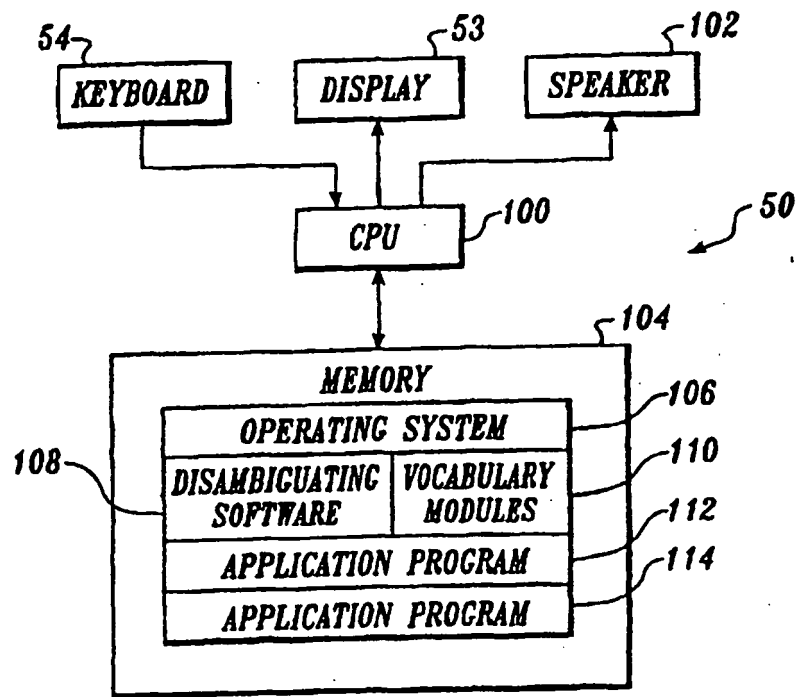 54
53
102
KEYBOARD
DISPLAY
SPEAKER
CPU
100
50
104
MEMORY
OPERATING SYSTEM
106
108
DISAMBIGUATING
SOFTWARE
VOCABULARY
MODULES
110
APPLICATION PROGRAM
112
APPLICATION PROGRAM
114